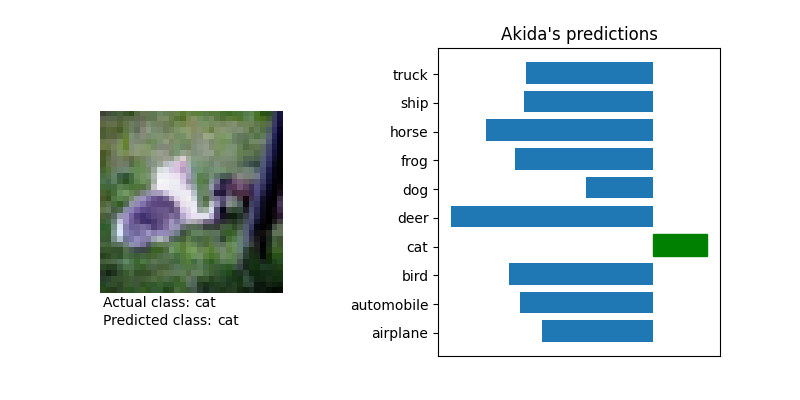 Akida's predictions
truck
ship
horse
frog
dog
deer
cat
bird
automobile
airplane
Actual class: cat
Predicted class: cat